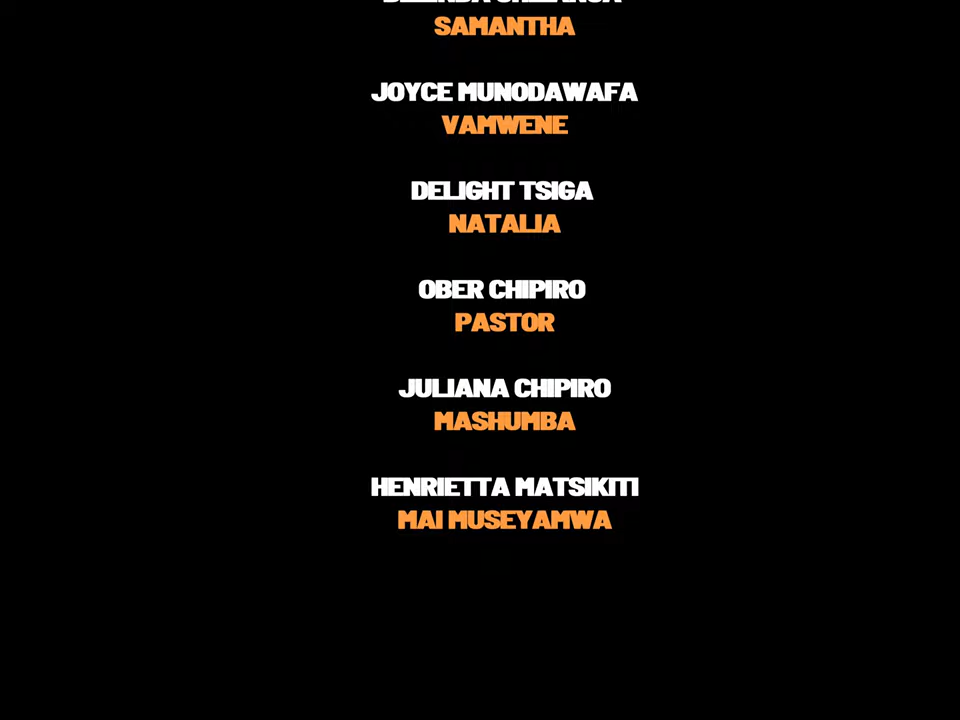 SAMANTHA
JOYCE MUNODAWAFA
VAMWENE
DELIGHT TSIGA
NATALIA
OBER CHIPIRO
PASTOR
JULIANA CHIPIRO
MASHUMBA
HENRIETTA MATSIKITI
MAI MUSEYAMWA